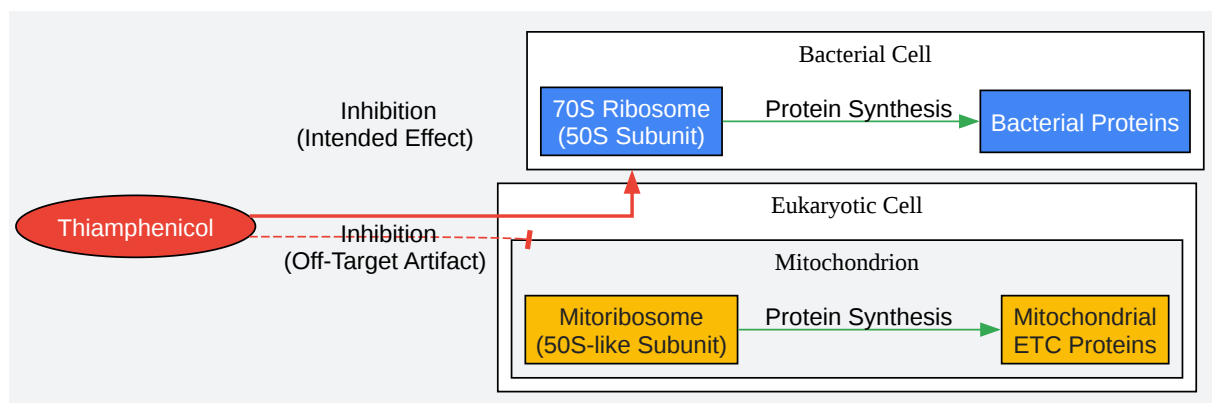 Bacterial Cell
Inhibition
(Intended Effect)
70S Ribosome
(50S Subunit)
Protein Synthesis
Bacterial Proteins
Thiamphenicol
Inhibition
(Off-Target Artifact)
Eukaryotic Cell
Mitochondrion
Mitoribosome
(50S-like Subunit)
Protein Synthesis
Mitochondrial
ETC Proteins